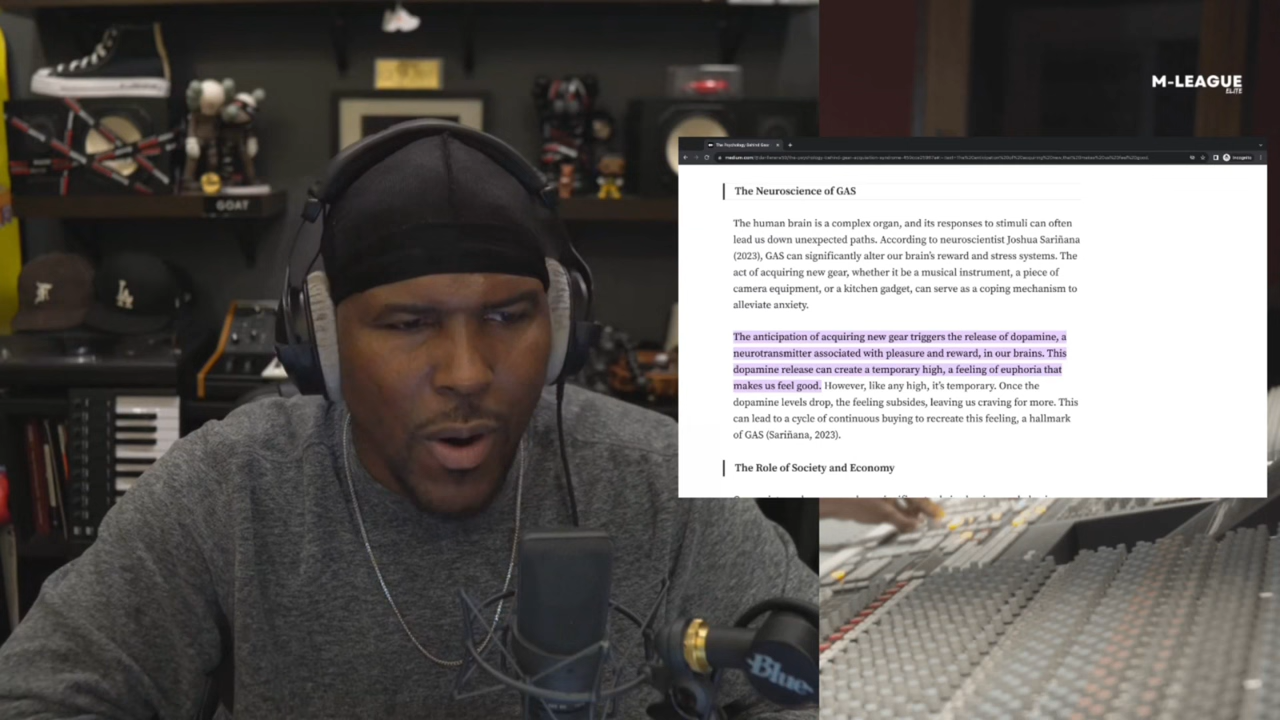 M-LEAGUE
ELITE
GOAT
The Psychology Behind Gear
Incognito
The Neuroscience of GAS
The human brain is a complex organ, and its responses to stimuli can often
lead us down unexpected paths. According to neuroscientist Joshua Sariñana
(2023), GAS can significantly alter our brain’s reward and stress systems. The
act of acquiring new gear, whether it be a musical instrument, a piece of
camera equipment, or a kitchen gadget, can serve as a coping mechanism to
alleviate anxiety.
The anticipation of acquiring new gear triggers the release of dopamine, a
neurotransmitter associated with pleasure and reward, in our brains. This
dopamine release can create a temporary high, a feeling of euphoria that
makes us feel good. However, like any high, it’s temporary. Once the
dopamine levels drop, the feeling subsides, leaving us craving for more. This
can lead to a cycle of continuous buying to recreate this feeling, a hallmark
of GAS (Sariñana, 2023).
The Role of Society and Economy
Blue